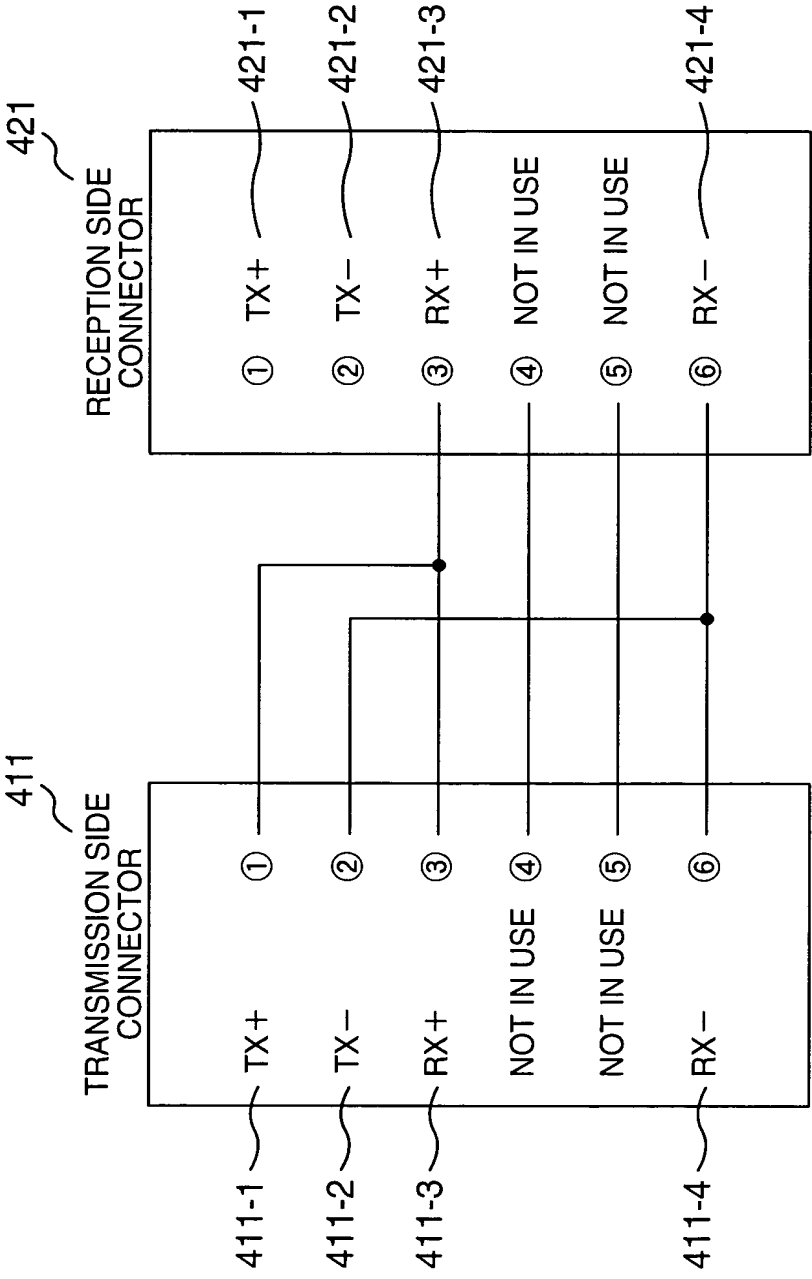 411
TRANSMISSION SIDE
CONNECTOR
411-1
TX+
①
411-2
TX−
②
411-3
RX+
③
NOT IN USE
④
NOT IN USE
⑤
411-4
RX−
⑥
421
RECEPTION SIDE
CONNECTOR
①
TX+
421-1
②
TX−
421-2
③
RX+
421-3
④
NOT IN USE
⑤
NOT IN USE
⑥
RX−
421-4